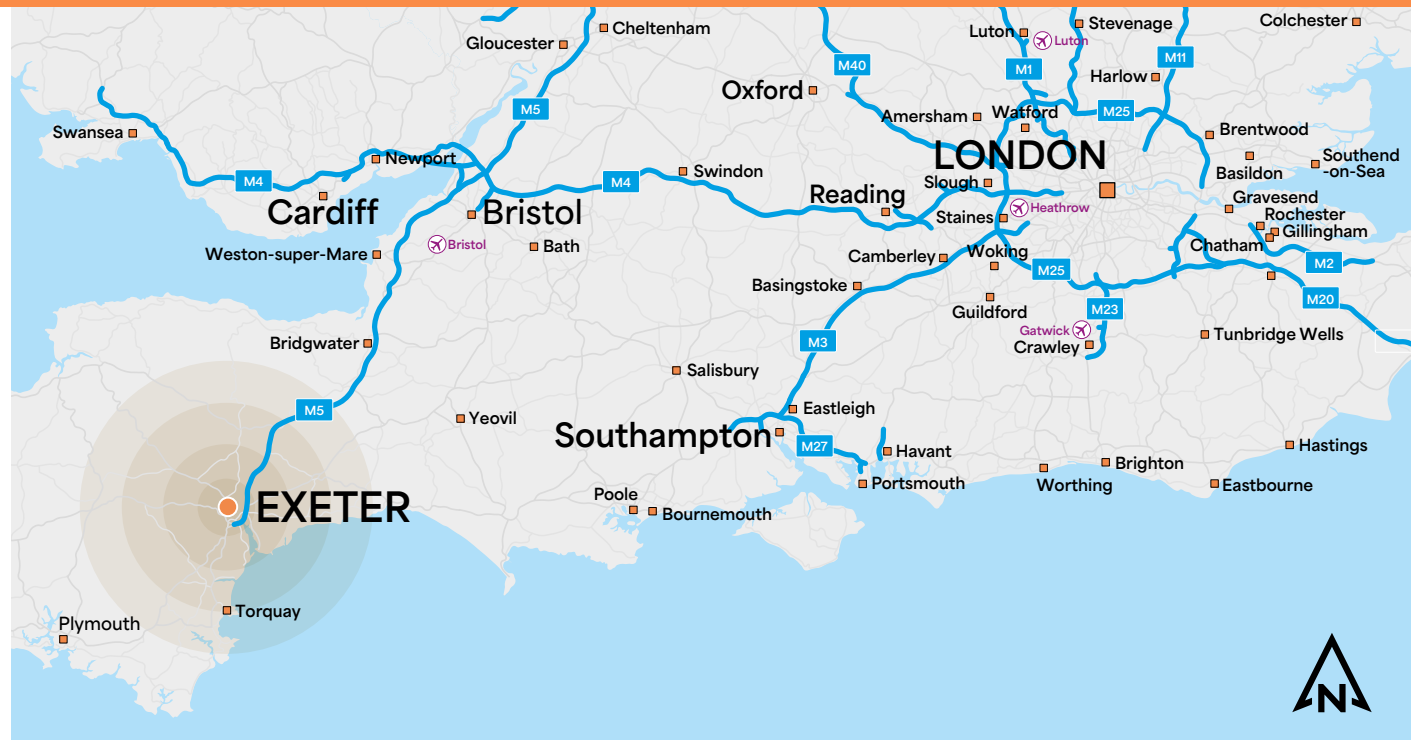 Cheltenham
Gloucester
Luton
Luton
Stevenage
Colchester
M40
M1
M11
Harlow
Oxford
M5
Amersham
Watford
M25
Brentwood
Swansea
Newport
LONDON
Southend
-on-Sea
Basildon
M4
M4
Swindon
Slough
Reading
Gravesend
Cardiff
Bristol
Staines
Heathrow
Rochester
Gillingham
Bristol
Bath
Chatham
Weston-super-Mare
Camberley
Woking
M25
M2
Basingstoke
M20
Guildford
M23
Gatwick
Crawley
Tunbridge Wells
Bridgwater
M3
Salisbury
M5
Yeovil
Eastleigh
Southampton
M27
Havant
Hastings
Brighton
Portsmouth
Worthing
Eastbourne
EXETER
Poole
Bournemouth
Torquay
Plymouth
N